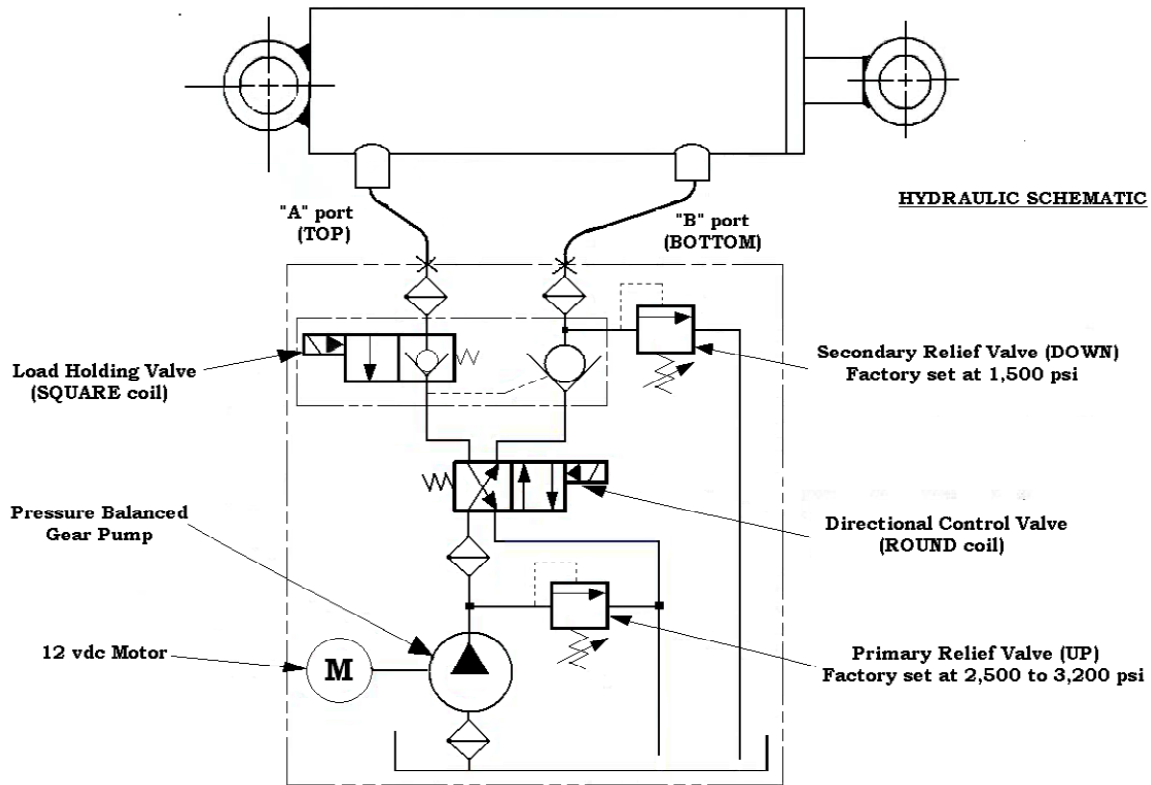 "A" port
(TOP)
"B" port
(BOTTOM)
HYDRAULIC SCHEMATIC
Load Holding Valve
(SQUARE coil)
Secondary Relief Valve (DOWN)
Factory set at 1,500 psi
Pressure Balanced
Gear Pump
Directional Control Valve
(ROUND coil)
12 vdc Motor
M
Primary Relief Valve (UP)
Factory set at 2,500 to 3,200 psi